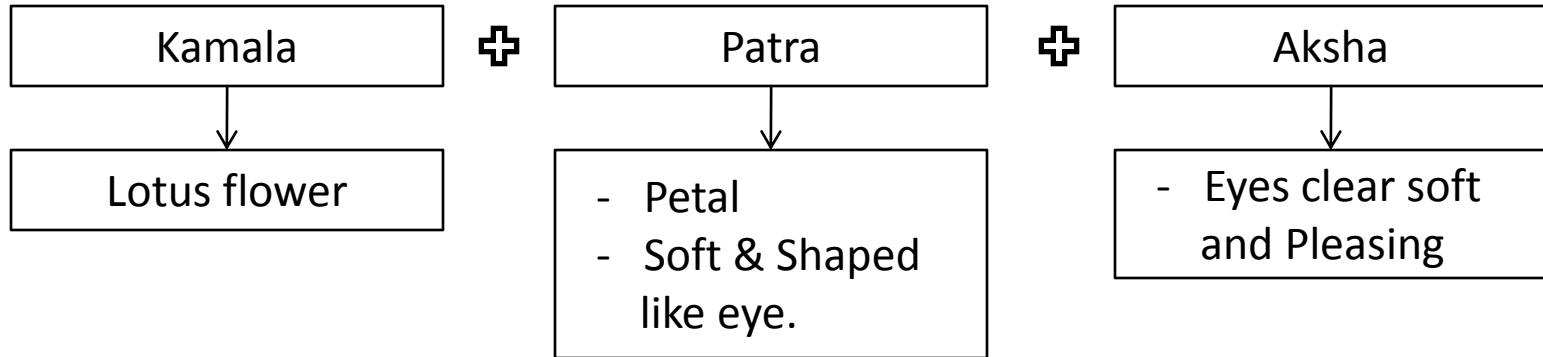 Kamala
Patra
Aksha
Lotus flower
- Petal
- Soft & Shaped
like eye.
- Eyes clear soft
and Pleasing